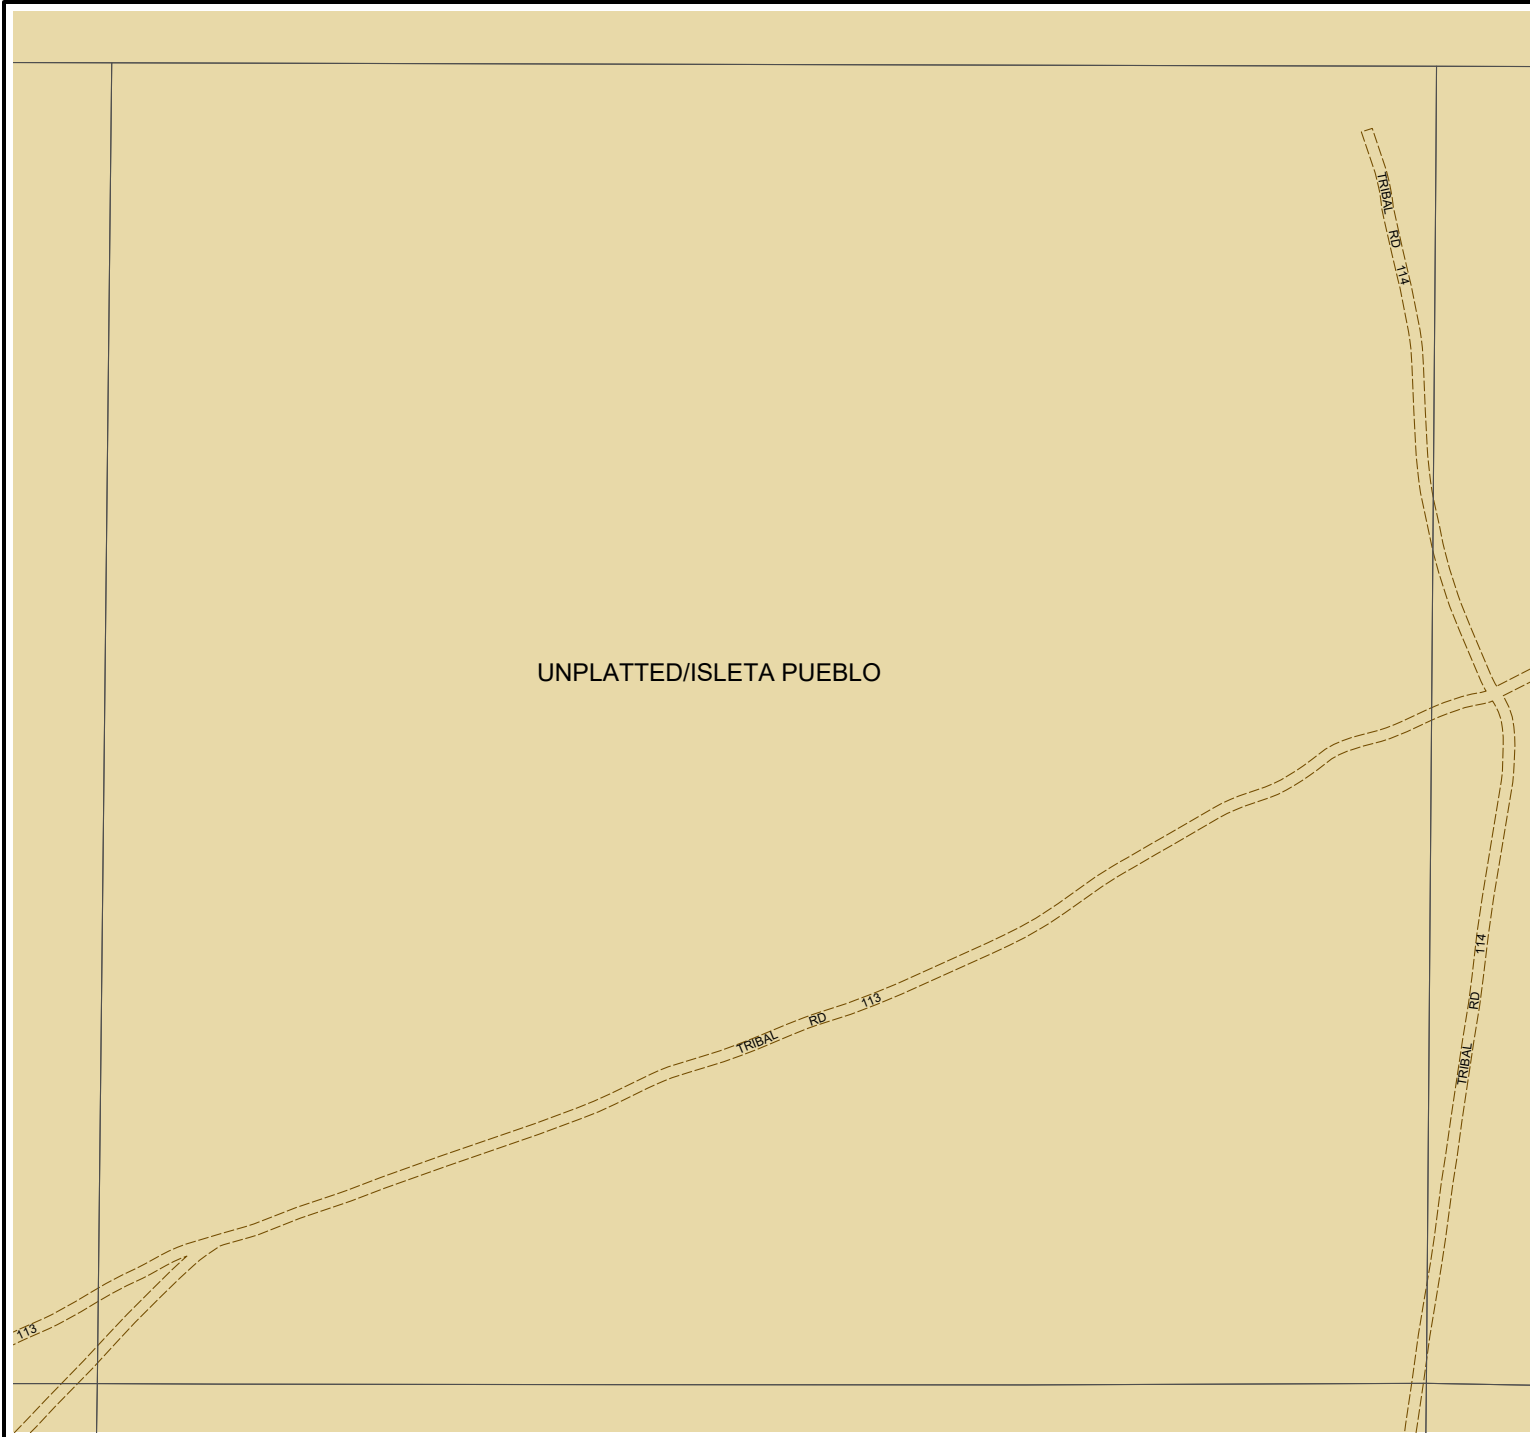 TRIBAL RD 114
UNPLATTED/ISLETA PUEBLO
TRIBAL RD 114
TRIBAL RD 113
113